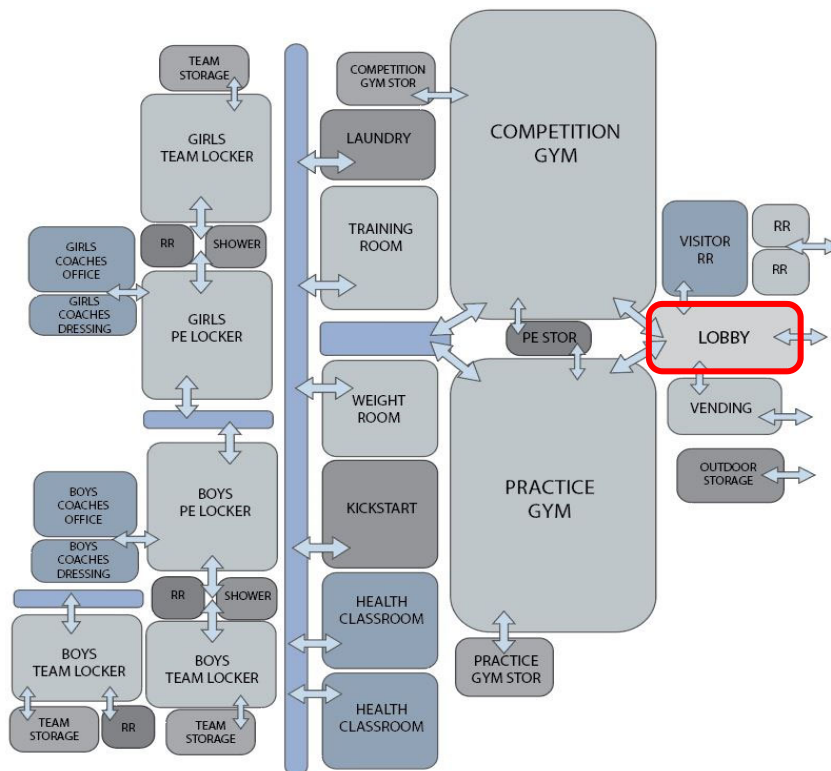 TEAM
STORAGE
GIRLS
TEAM LOCKER
RR
SHOWER
GIRLS
COACHES
OFFICE
GIRLS
COACHES
DRESSING
GIRLS
PE LOCKER
BOYS
COACHES
OFFICE
BOYS
COACHES
DRESSING
BOYS
PE LOCKER
RR
SHOWER
BOYS
TEAM LOCKER
BOYS
TEAM LOCKER
TEAM
STORAGE
RR
TEAM
STORAGE
COMPETITION
GYM STOR
LAUNDRY
TRAINING
ROOM
WEIGHT
ROOM
KICKSTART
HEALTH
CLASSROOM
HEALTH
CLASSROOM
COMPETITION
GYM
PE STOR
PRACTICE
GYM
PRACTICE
GYM STOR
VISITOR
RR
RR
RR
LOBBY
VENDING
OUTDOOR
STORAGE